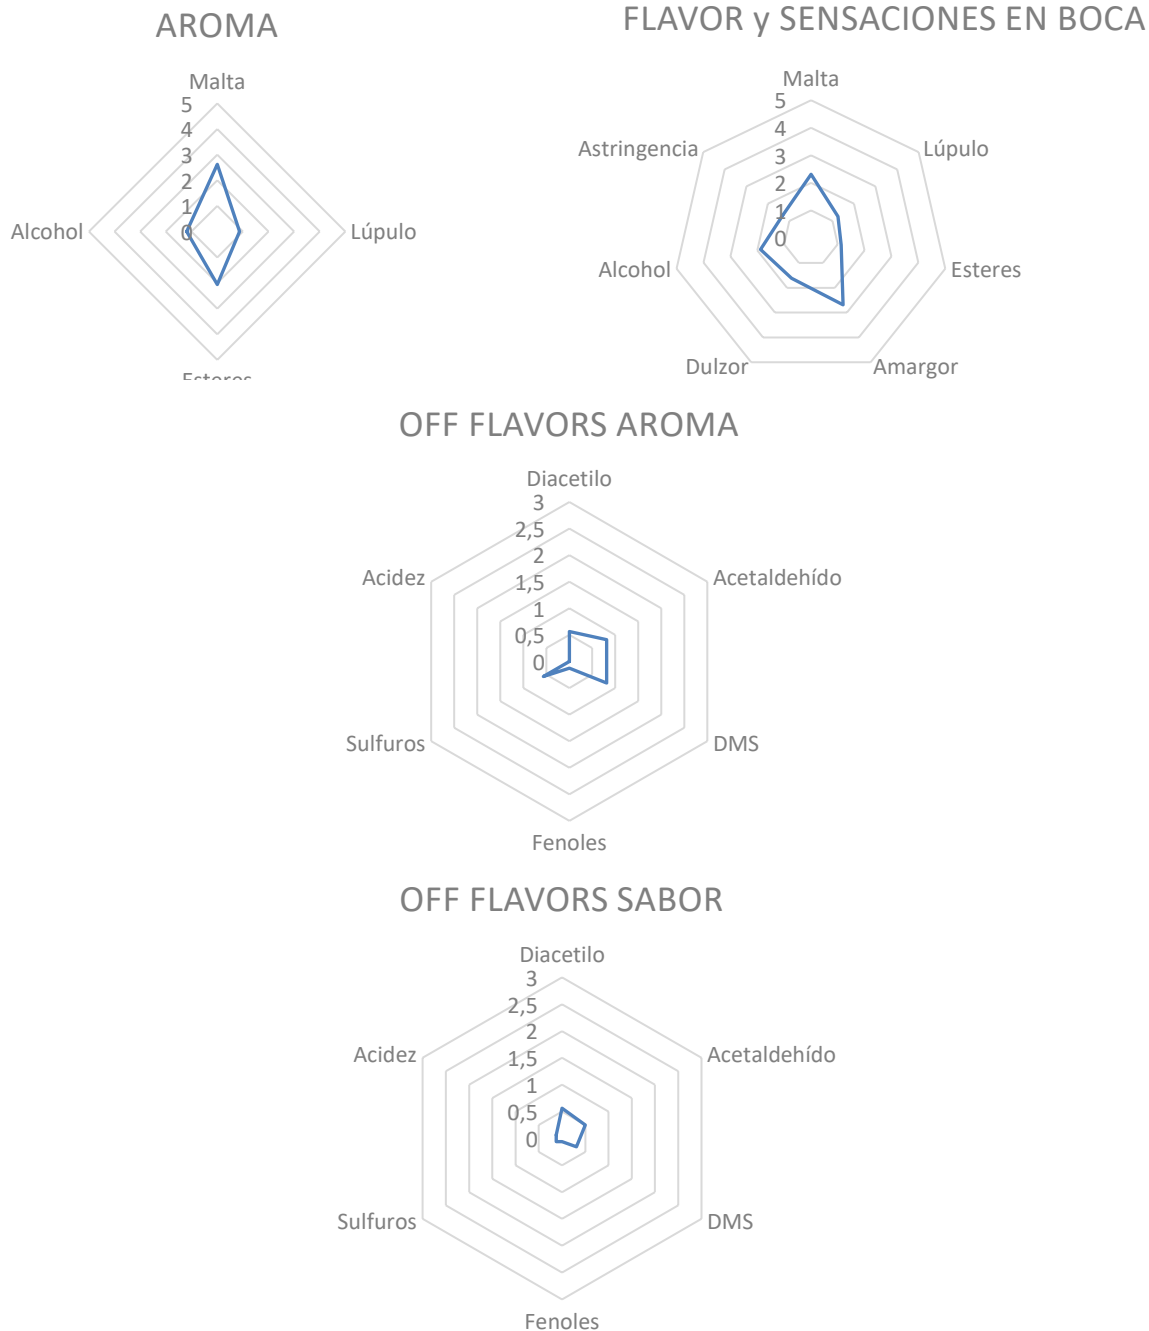 AROMA
Malta
5
4
3
2
1
0
Alcohol
Lúpulo
Esteres
FLAVOR y SENSACIONES EN BOCA
Malta
5
4
3
2
1
0
Astringencia
Lúpulo
Alcohol
Esteres
Dulzor
Amargor
OFF FLAVORS AROMA
Diacetilo
3
2,5
2
1,5
1
0,5
0
Acidez
Acetaldehído
Sulfuros
DMS
Fenoles
OFF FLAVORS SABOR
Diacetilo
3
2,5
2
1,5
1
0,5
0
Acidez
Acetaldehído
Sulfuros
DMS
Fenoles